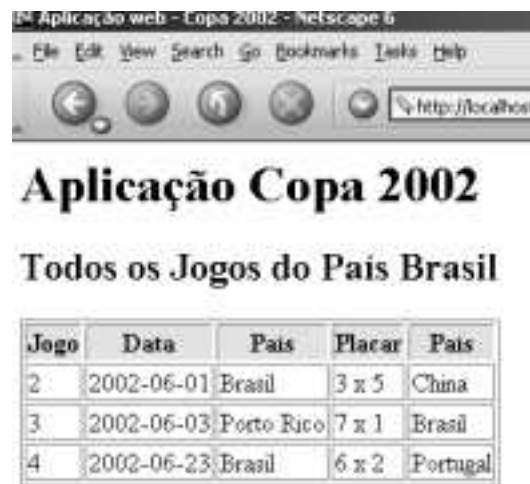 Aplicação web - Copa 2002 - Netscape 6
File Edit View Search Go Bookmarks Tasks Help
http://localhos
Aplicação Copa 2002
Todos os Jogos do País Brasil
Jogo Data País Placar País
2 2002-06-01 Brasil 3 x 5 China
3 2002-06-03 Porto Rico 7 x 1 Brasil
4 2002-06-23 Brasil 6 x 2 Portugal